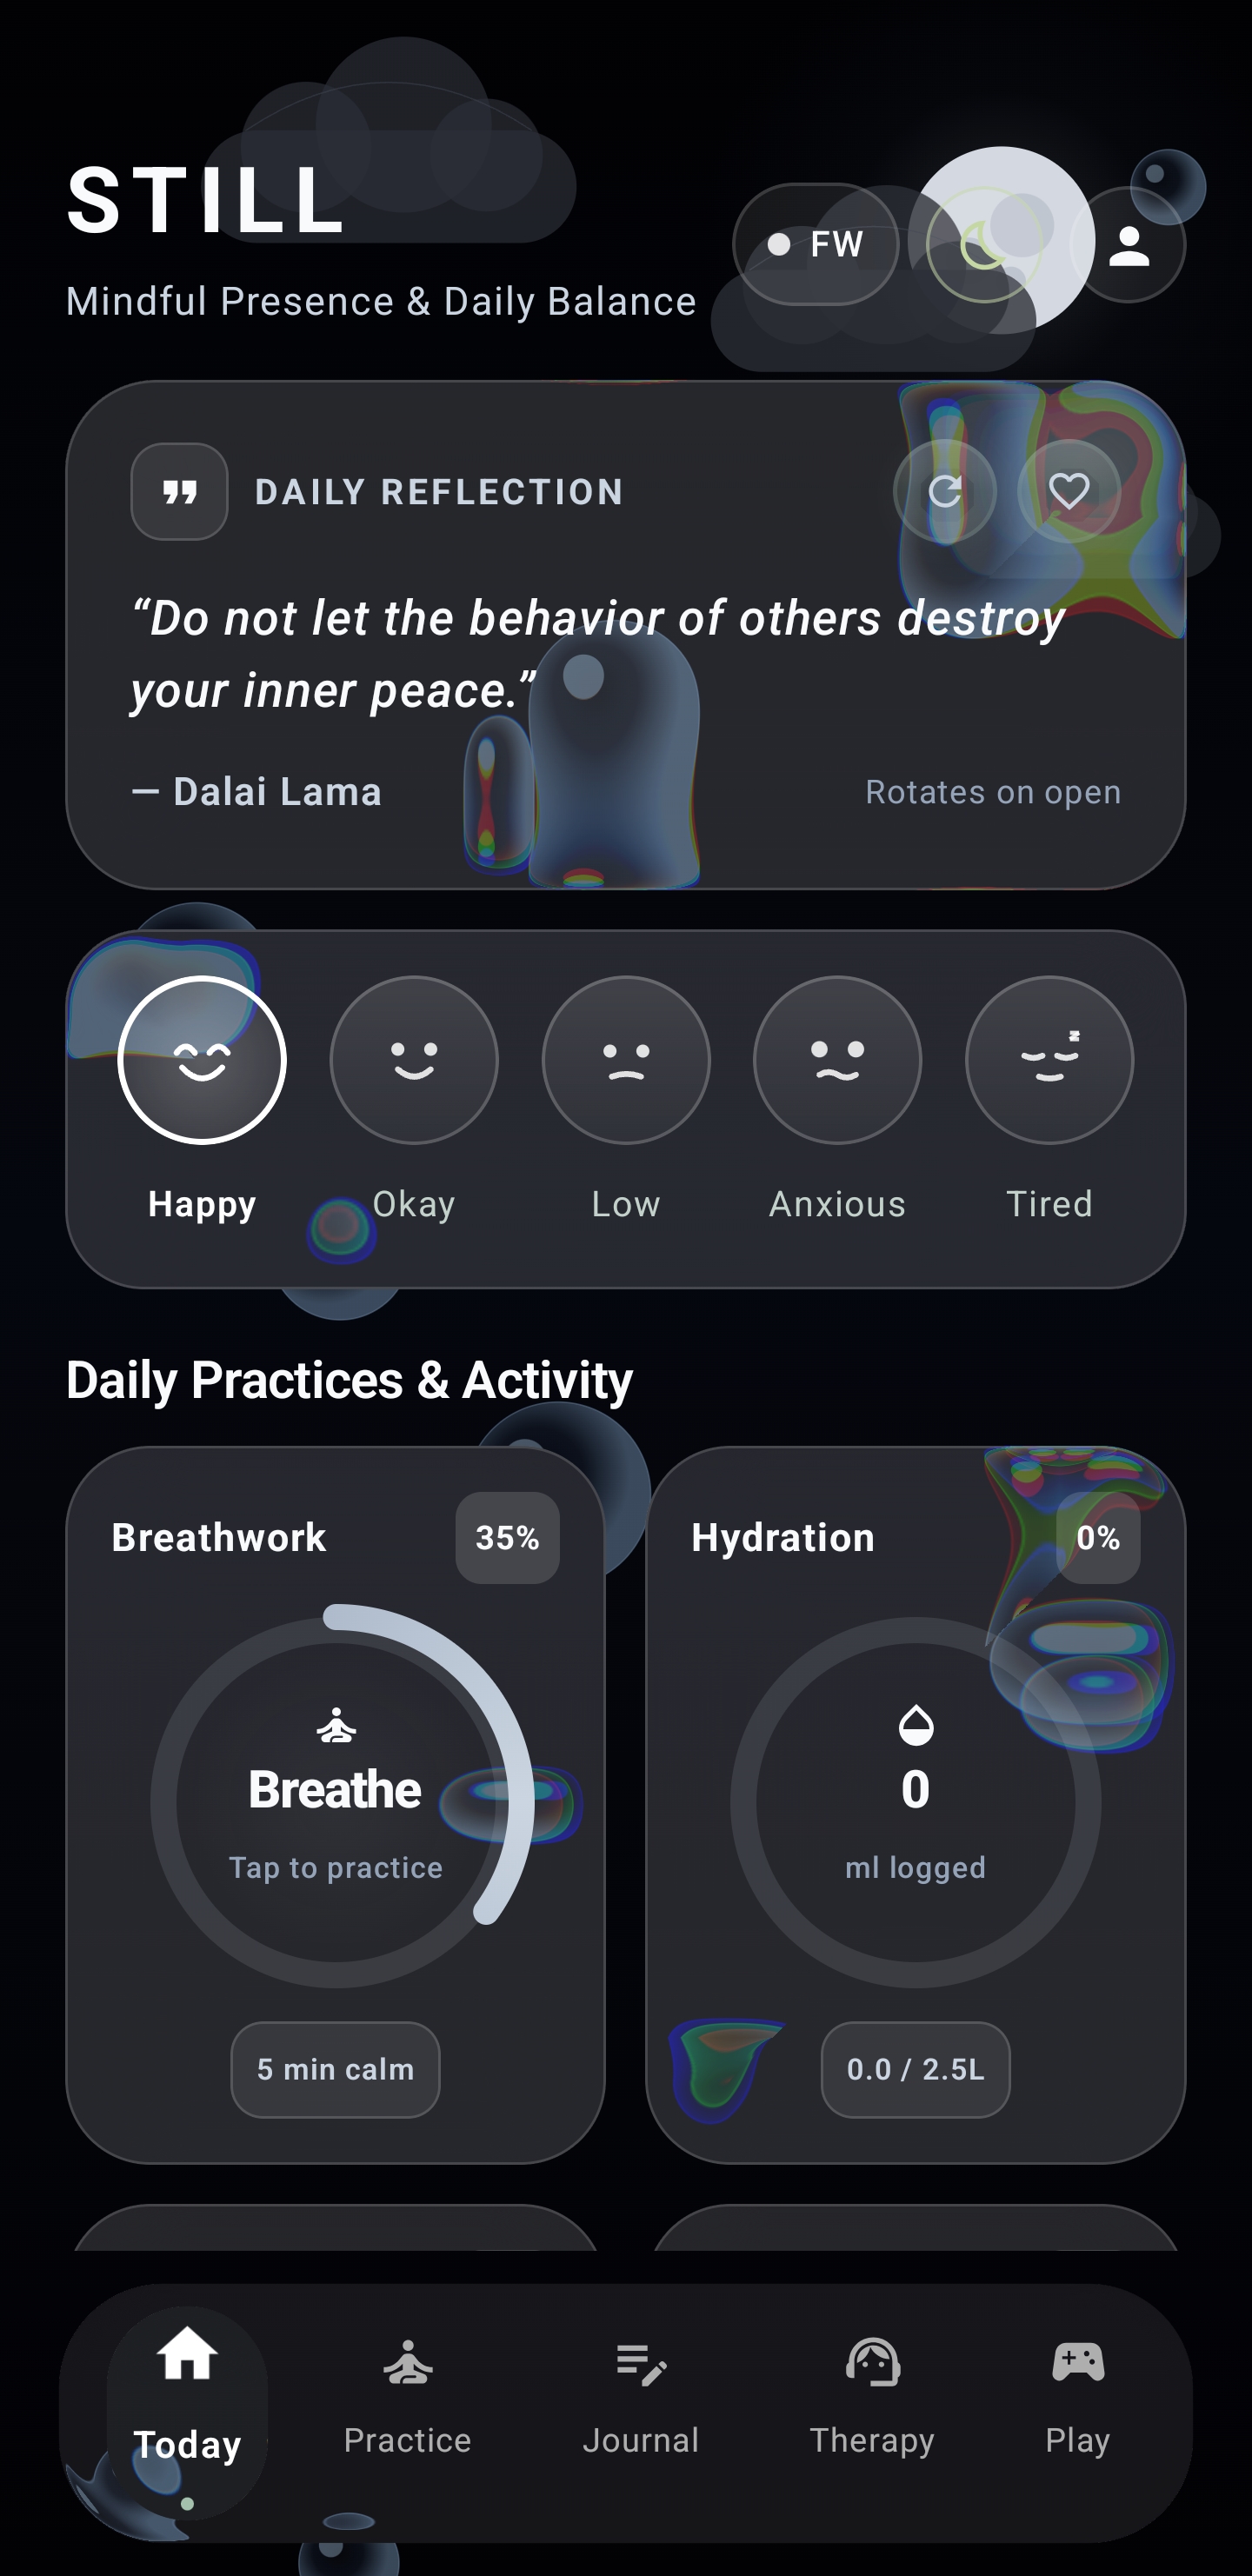 STILL
Mindful Presence & Daily Balance
FW
DAILY REFLECTION
“Do not let the behavior of others destroy
your inner peace.”
— Dalai Lama
Rotates on open
Happy
Okay
Low
Anxious
Tired
Daily Practices & Activity
Breathwork
35%
Breathe
Tap to practice
5 min calm
Hydration
0%
0
ml logged
0.0 / 2.5L
Today
Practice
Journal
Therapy
Play